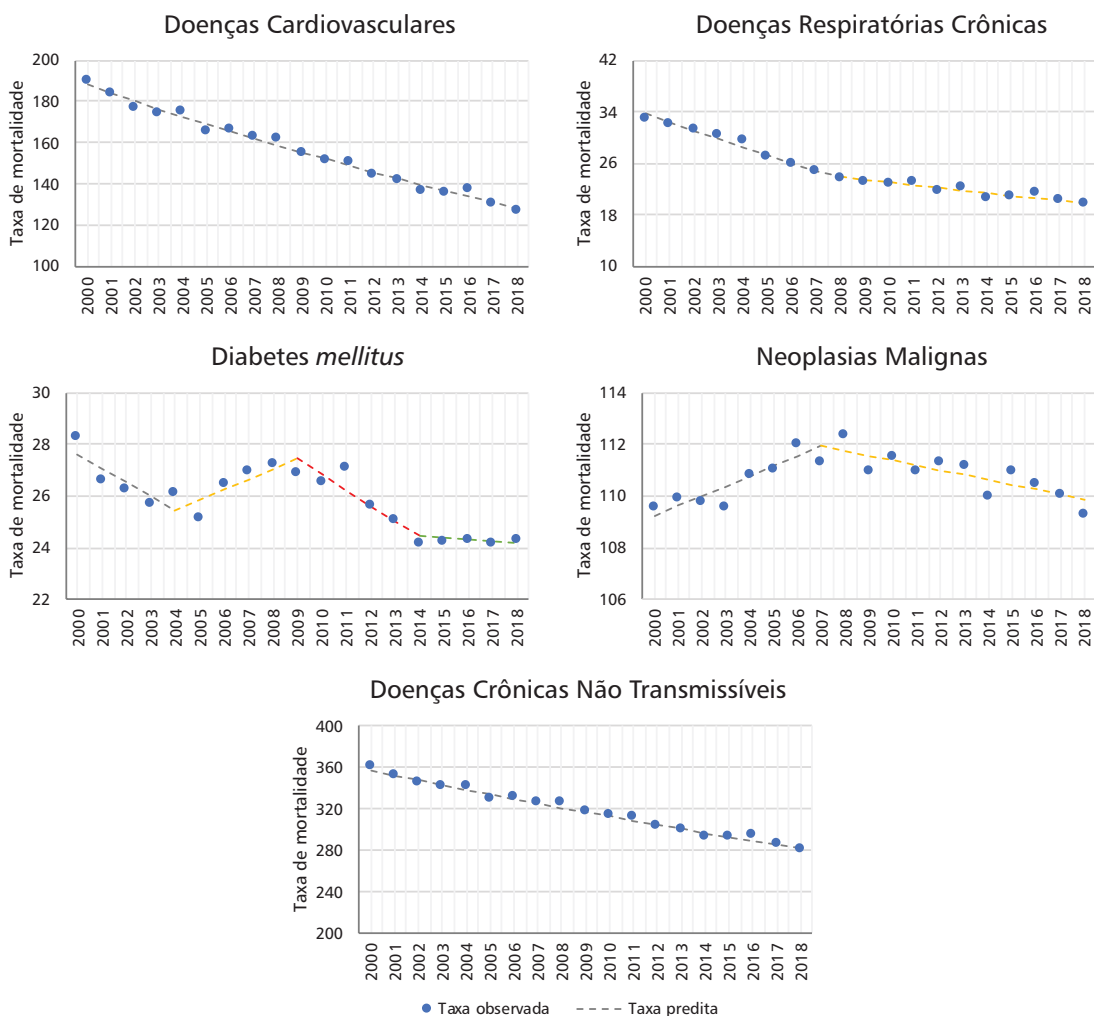 Doenças Cardiovasculares
Taxa de mortalidade
200
180
160
140
120
100
2000 2001 2002 2003 2004 2005 2006 2007 2008 2009 2010 2011 2012 2013 2014 2015 2016 2017 2018
Doenças Respiratórias Crônicas
Taxa de mortalidade
42
34
26
18
10
2000 2001 2002 2003 2004 2005 2006 2007 2008 2009 2010 2011 2012 2013 2014 2015 2016 2017 2018
Diabetes mellitus
Taxa de mortalidade
30
28
26
24
22
2000 2001 2002 2003 2004 2005 2006 2007 2008 2009 2010 2011 2012 2013 2014 2015 2016 2017 2018
Neoplasias Malignas
Taxa de mortalidade
114
112
110
108
106
2000 2001 2002 2003 2004 2005 2006 2007 2008 2009 2010 2011 2012 2013 2014 2015 2016 2017 2018
Doenças Crônicas Não Transmissíveis
Taxa de mortalidade
400
360
320
280
240
200
2000 2001 2002 2003 2004 2005 2006 2007 2008 2009 2010 2011 2012 2013 2014 2015 2016 2017 2018
Taxa observada
Taxa predita